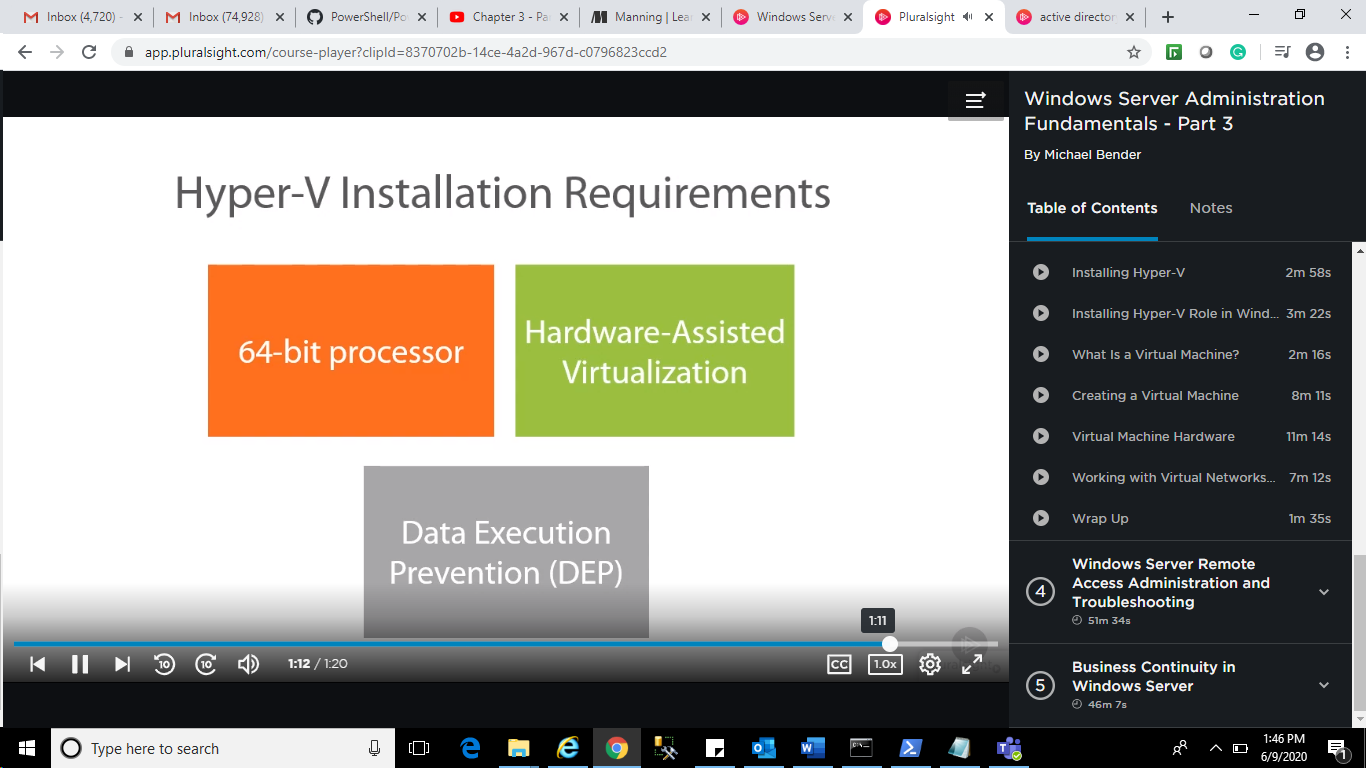 Inbox (4,720) -
Inbox (74,928)
PowerShell/Po
Chapter 3 - Pa
Manning | Lea
Windows Serv
Pluralsight
active director
app.pluralsight.com/course-player?clipId=8370702b-14ce-4a2d-967d-c0796823ccd2
Hyper-V Installation Requirements
64-bit processor
Hardware-Assisted
Virtualization
Data Execution
Prevention (DEP)
1:11
10
10
1:12 / 1:20
CC
1.0x
Windows Server Administration
Fundamentals - Part 3
By Michael Bender
Table of Contents
Notes
Installing Hyper-V 2m 58s
Installing Hyper-V Role in Wind... 3m 22s
What Is a Virtual Machine? 2m 16s
Creating a Virtual Machine 8m 11s
Virtual Machine Hardware 11m 14s
Working with Virtual Networks... 7m 12s
Wrap Up 1m 35s
4
Windows Server Remote
Access Administration and
Troubleshooting
51m 34s
5
Business Continuity in
Windows Server
46m 7s
Type here to search
1:46 PM
6/9/2020
1